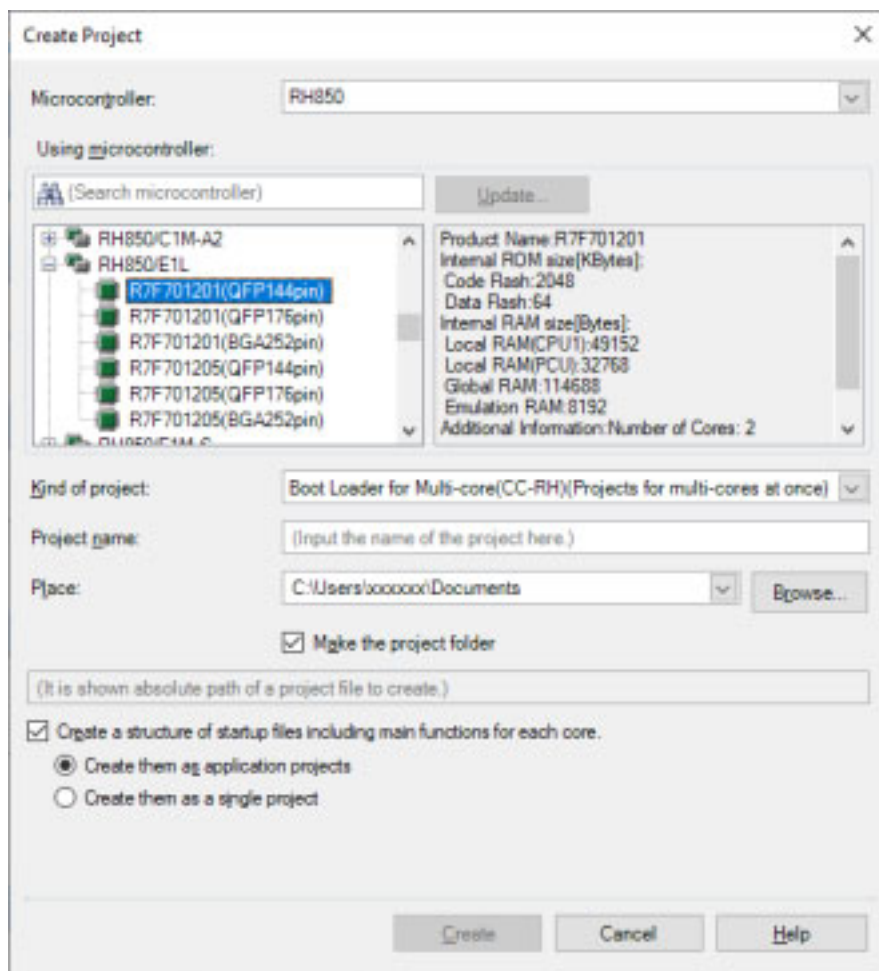 Create Project
Microcontroller:
RH850
Using microcontroller:
(Search microcontroller)
Update...
RH850/C1M-A2
RH850/E1L
R7F701201(QFP144pin)
R7F701201(QFP176pin)
R7F701201(BGA252pin)
R7F701205(QFP144pin)
R7F701205(QFP176pin)
R7F701205(BGA252pin)
Product Name:R7F701201
Internal ROM size[KBytes]:
Code Flash:2048
Data Flash:64
Internal RAM size[Bytes]:
Local RAM(CPU1):49152
Local RAM(PCU):32768
Global RAM:114688
Emulation RAM:8192
Additional Information:Number of Cores: 2
Kind of project:
Boot Loader for Multi-core(CC-RH)(Projects for multi-cores at once)
Project name:
(Input the name of the project here.)
Place:
C:\Users\xxxxxxx\Documents
Browse...
Make the project folder
(It is shown absolute path of a project file to create.)
Create a structure of startup files including main functions for each core.
Create them as application projects
Create them as a single project
Create
Cancel
Help